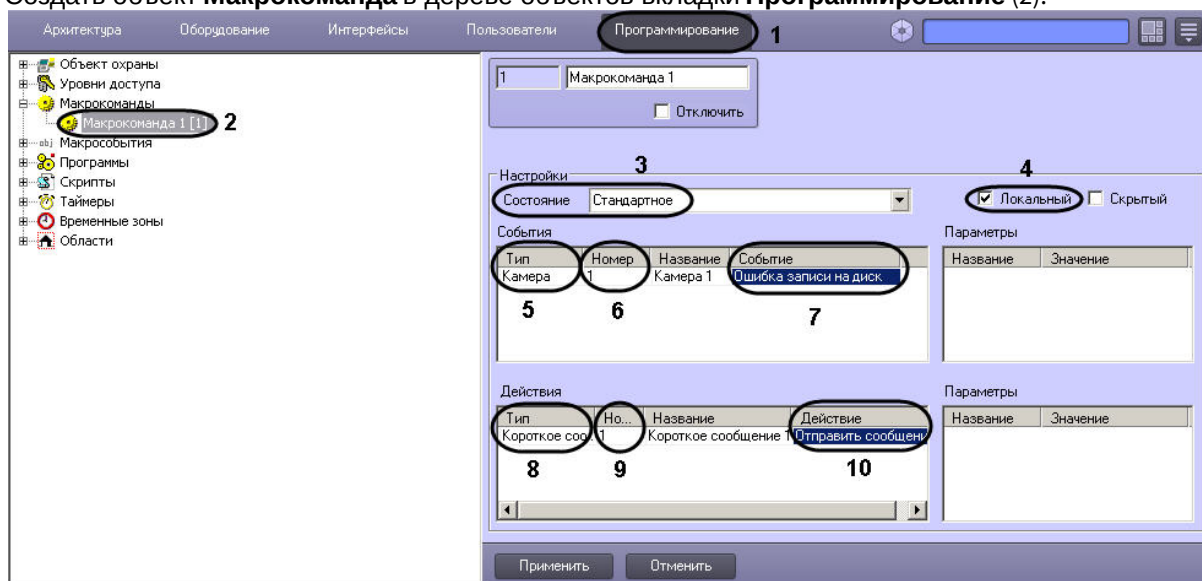 Создать объект Макрокоманда в дереве объектов вкладки Программирование (2).
Архитектура Оборудование Интерфейсы Пользователи Программирование 1
Объект охраны
Уровни доступа
Макрокоманды
Макрокоманда 1 [1] 2
obj Макрособытия
Программы
Скрипты
Таймеры
Временные зоны
Области
1 Макрокоманда 1
Отключить
3 4
Настройки
Состояние Стандартное Локальный Скрытый
События Параметры
Тип Номер Название Событие Название Значение
Камера 1 Камера 1 Ошибка записи на диск
5 6 7
Действия Параметры
Тип Но... Название Действие Название Значение
Короткое соо... 1 Короткое сообщение 1 Отправить сообщени
8 9 10
Применить Отменить